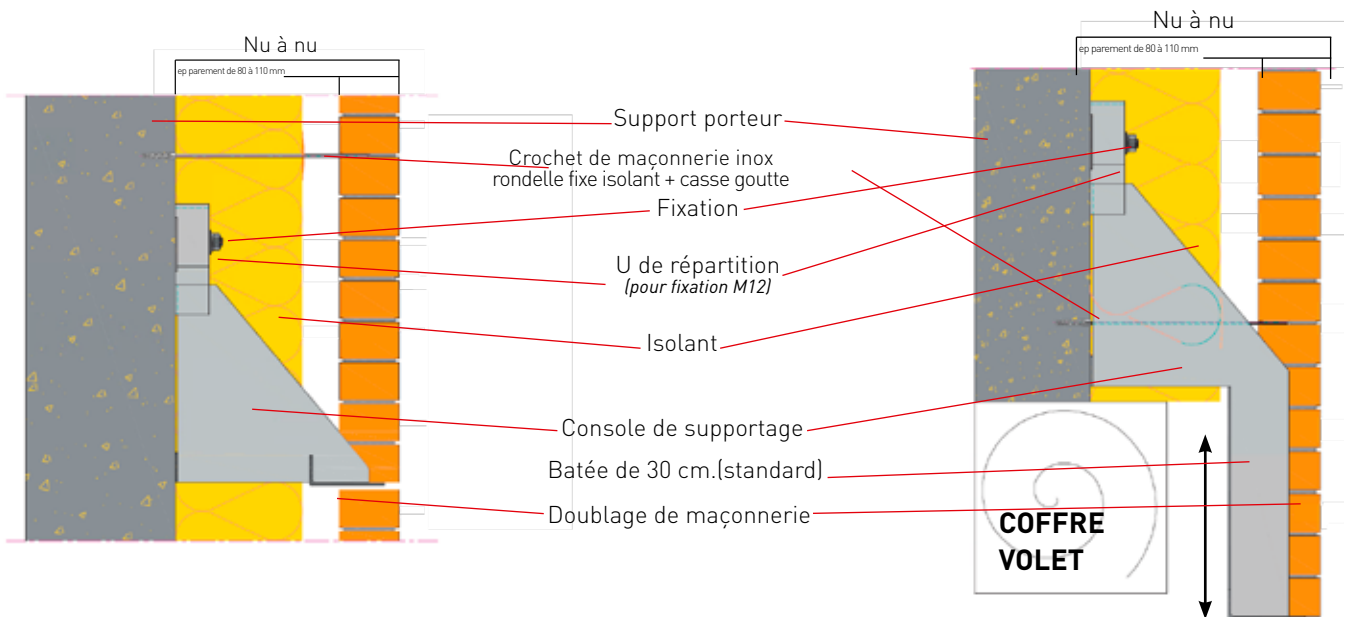 Nu à nu
ep parement de 80 à 110 mm
Nu à nu
ep parement de 80 à 110 mm
Support porteur
Crochet de maçonnerie inox
rondelle fixe isolant + casse goutte
Fixation
U de répartition
(pour fixation M12)
Isolant
Console de supportage
Batée de 30 cm.(standard)
Doublage de maçonnerie
COFFRE
VOLET